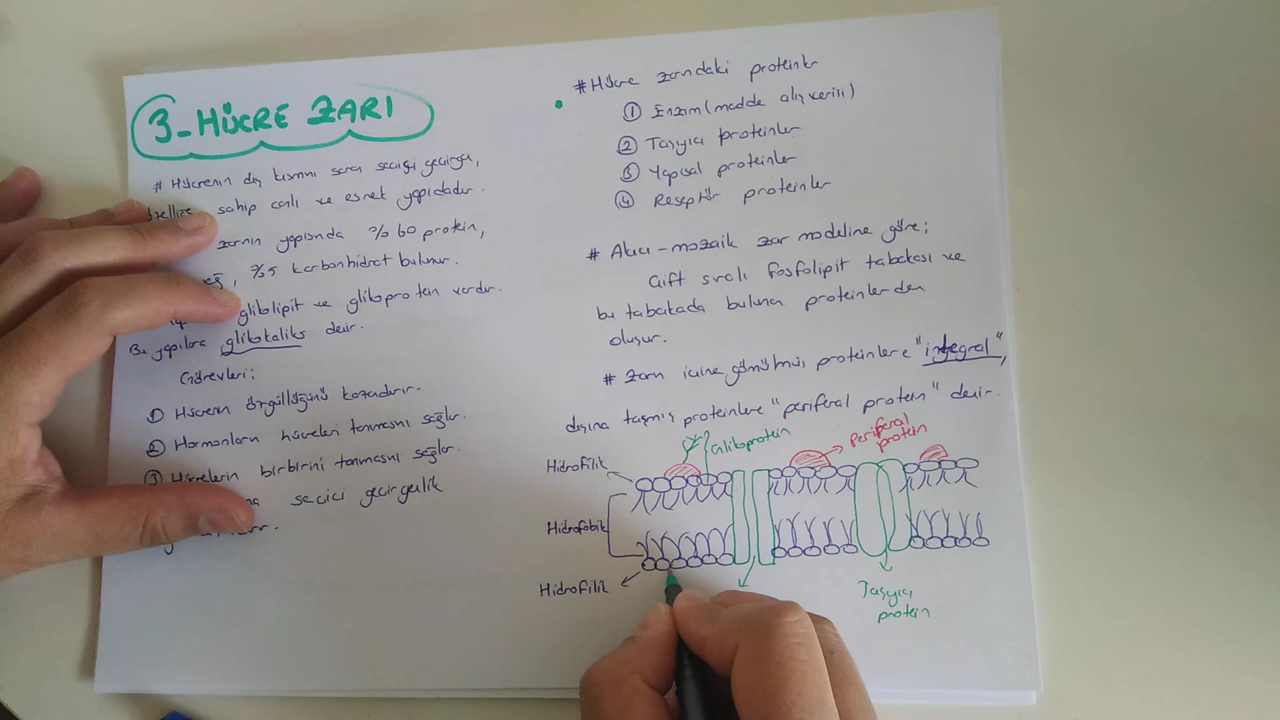 3-HÜCRE ZARI
# Hücrenin dış kısmını saran seçici geçirgen,
sahip canlı ve esnek yapıdadır.
zarının yapısında % 60 protein,
%5 karbonhidrat bulunur.
glikolipit ve glikoprotein vardır.
Bu yapılara glikokaliks denir.
Görevleri:
① Hücrenin özgüllüğünü kazandırır.
② Hormonların hücreleri tanımasını sağlar.
③ Hücrelerin birbirini tanımasını sağlar.
seçici geçirgenlik
# Hücre zarındaki proteinler
① Enzim (madde alışverişi)
② Taşıyıcı proteinler
③ Yapısal proteinler
④ Reseptör proteinler
# Akıcı-mozaik zar modeline göre;
Çift sıralı fosfolipit tabakası ve
bu tabakada bulunan proteinlerden
oluşur.
# Zarın içine gömülmüş proteinlere "integral",
dışına taşmış proteinlere "periferal protein" denir.
Glikoprotein
Periferal
protein
Hidrofilik
Hidrofobik
Hidrofilik
Taşıyıcı
protein